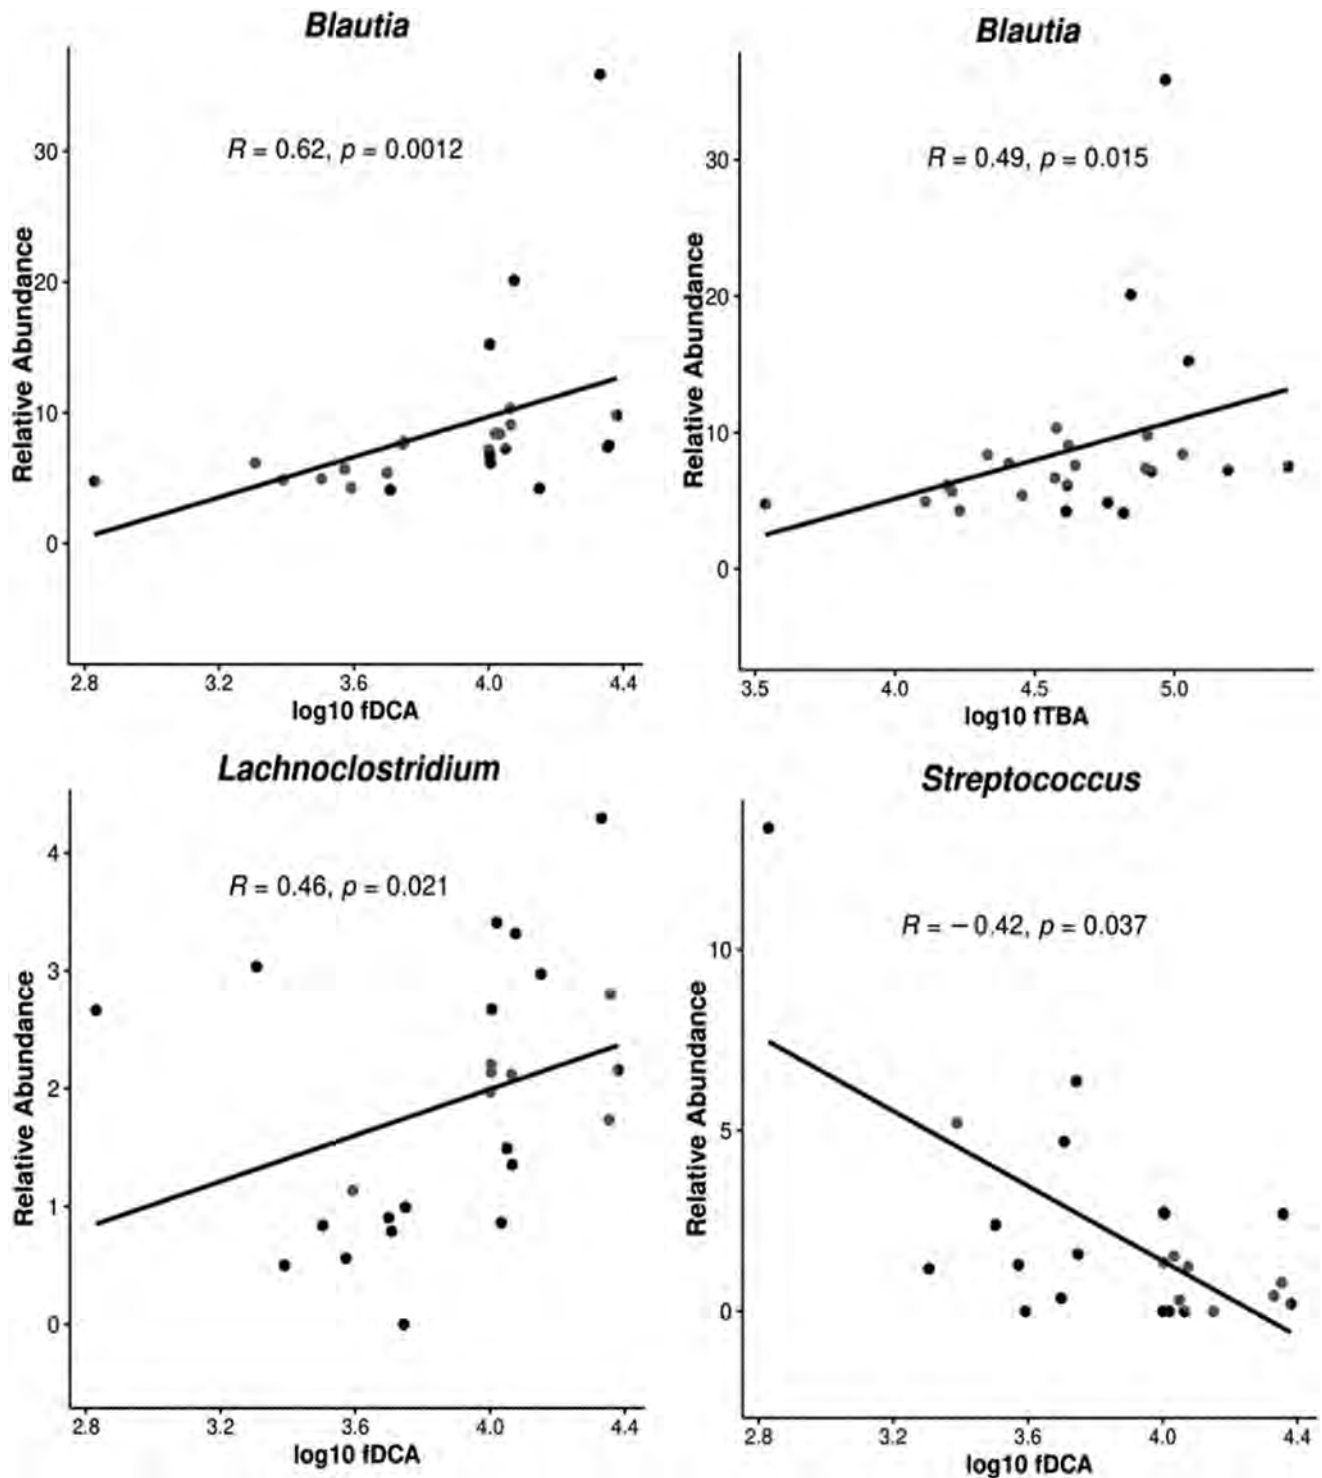 Blautia
R = 0.62, p = 0.0012
Relative Abundance
30
20
10
0
2.8 3.2 3.6 4.0 4.4
log10 fDCA
Blautia
R = 0.49, p = 0.015
Relative Abundance
30
20
10
0
3.5 4.0 4.5 5.0
log10 fTBA
Lachnoclostridium
R = 0.46, p = 0.021
Relative Abundance
4
3
2
1
0
2.8 3.2 3.6 4.0 4.4
log10 fDCA
Streptococcus
R = −0.42, p = 0.037
Relative Abundance
10
5
0
2.8 3.2 3.6 4.0 4.4
log10 fDCA